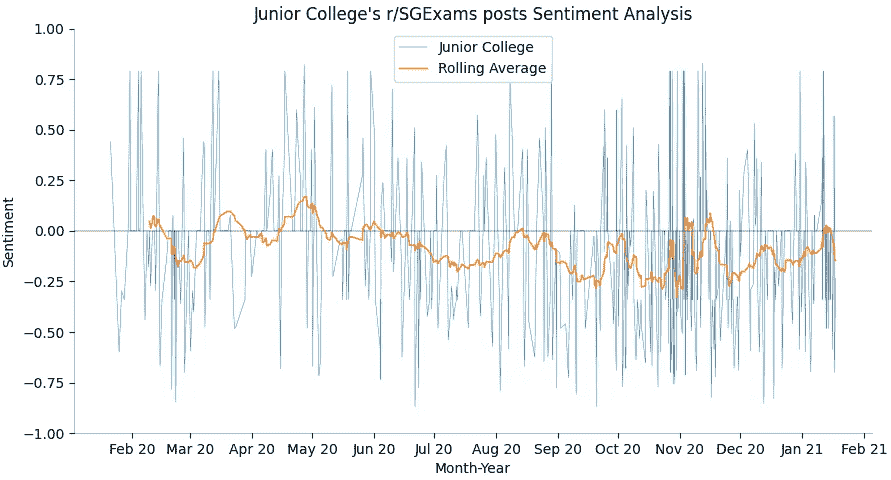 Junior College's r/SGExams posts Sentiment Analysis
Junior College
Rolling Average
1.00
0.75
0.50
0.25
0.00
−0.25
−0.50
−0.75
−1.00
Sentiment
Feb 20 Mar 20 Apr 20 May 20 Jun 20 Jul 20 Aug 20 Sep 20 Oct 20 Nov 20 Dec 20 Jan 21 Feb 21
Month-Year